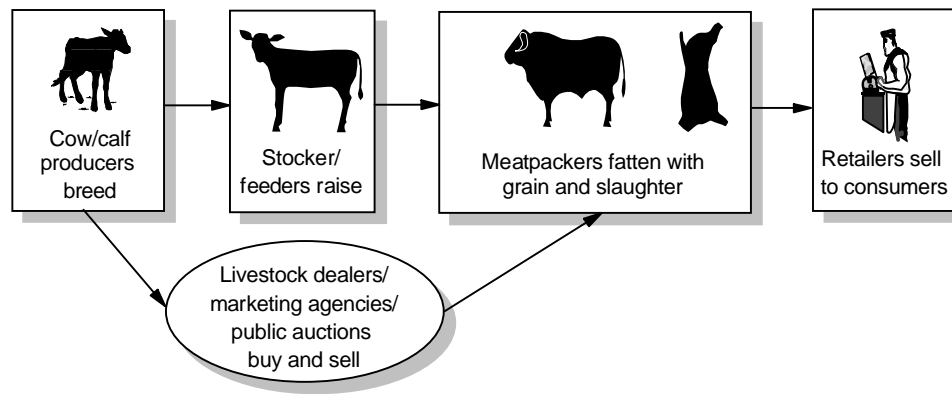 Cow/calf
producers
breed
Stocker/
feeders raise
Meatpackers fatten with
grain and slaughter
Retailers sell
to consumers
Livestock dealers/
marketing agencies/
public auctions
buy and sell